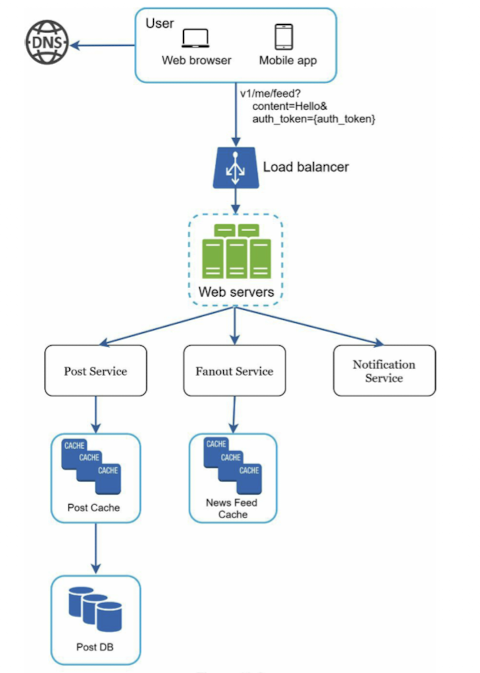 DNS
User
Web browser
Mobile app
v1/me/feed?
content=Hello&
auth_token={auth_token}
Load balancer
Web servers
Post Service
Fanout Service
Notification
Service
CACHE
CACHE
CACHE
Post Cache
CACHE
CACHE
CACHE
News Feed
Cache
Post DB